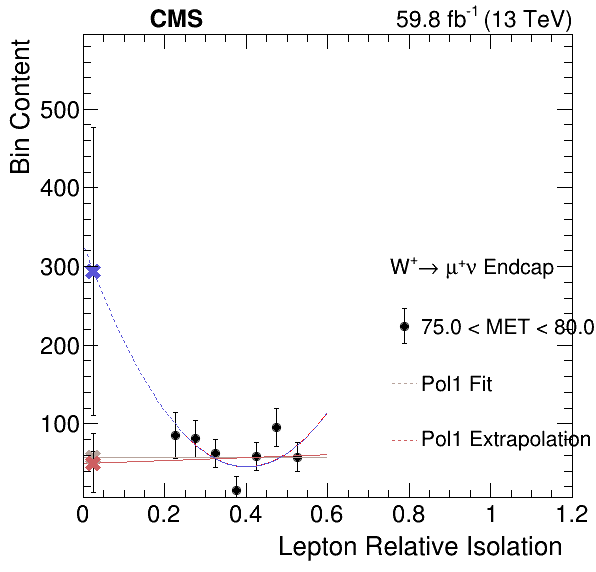 CMS 59.8 fb⁻¹ (13 TeV)
Bin Content
500
400
300
200
100
W⁺→ μ⁺ν Endcap
75.0 < MET < 80.0
Pol1 Fit
Pol1 Extrapolation
0 0.2 0.4 0.6 0.8 1 1.2
Lepton Relative Isolation